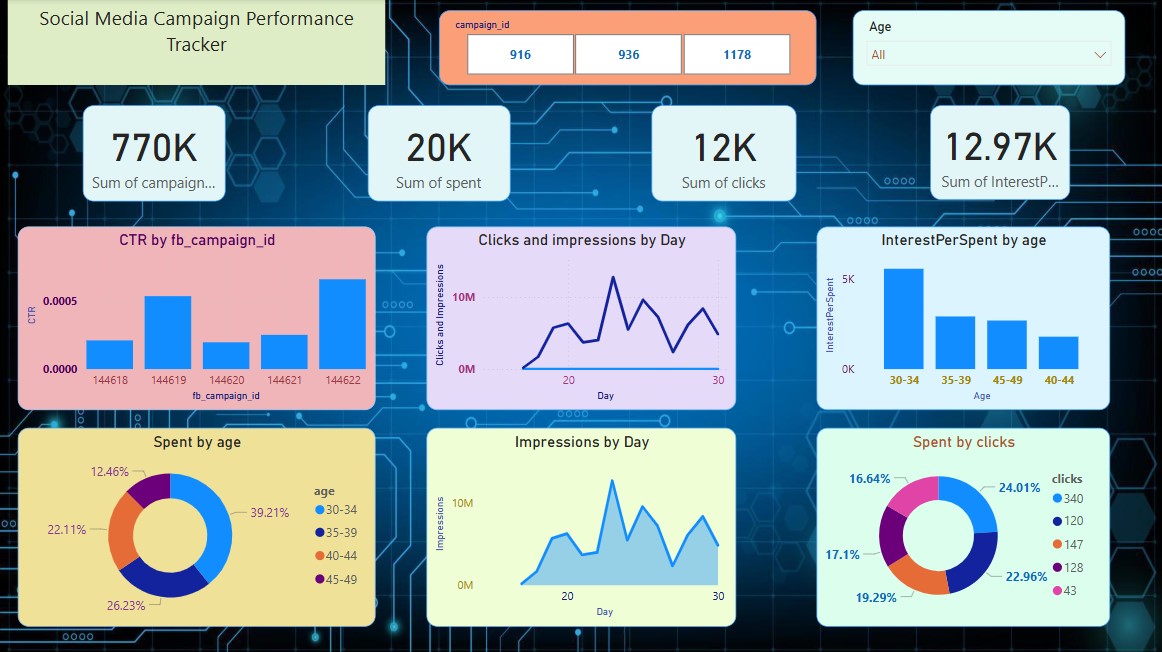 Social Media Campaign Performance
Tracker
campaign_id
916
936
1178
Age
All
770K
Sum of campaign...
20K
Sum of spent
12K
Sum of clicks
12.97K
Sum of InterestP...
CTR by fb_campaign_id
CTR
0.0005
0.0000
144618
144619
144620
144621
144622
fb_campaign_id
Clicks and impressions by Day
Clicks and Impressions
10M
0M
20
30
Day
InterestPerSpent by age
InterestPerSpent
5K
0K
30-34
35-39
45-49
40-44
Age
Spent by age
12.46%
39.21%
22.11%
26.23%
age
30-34
35-39
40-44
45-49
Impressions by Day
Impressions
10M
0M
20
30
Day
Spent by clicks
16.64%
24.01%
17.1%
22.96%
19.29%
clicks
340
120
147
128
43